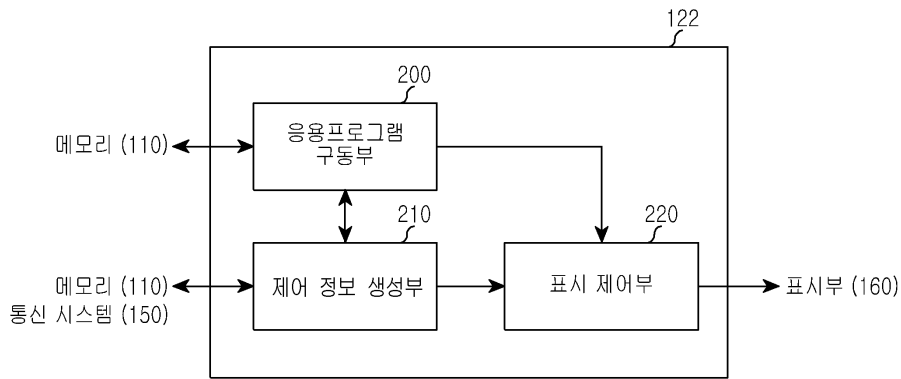 122
200
메모리 (110)
응용프로그램
구동부
210
220
메모리 (110)
통신 시스템 (150)
제어 정보 생성부
표시 제어부
표시부 (160)